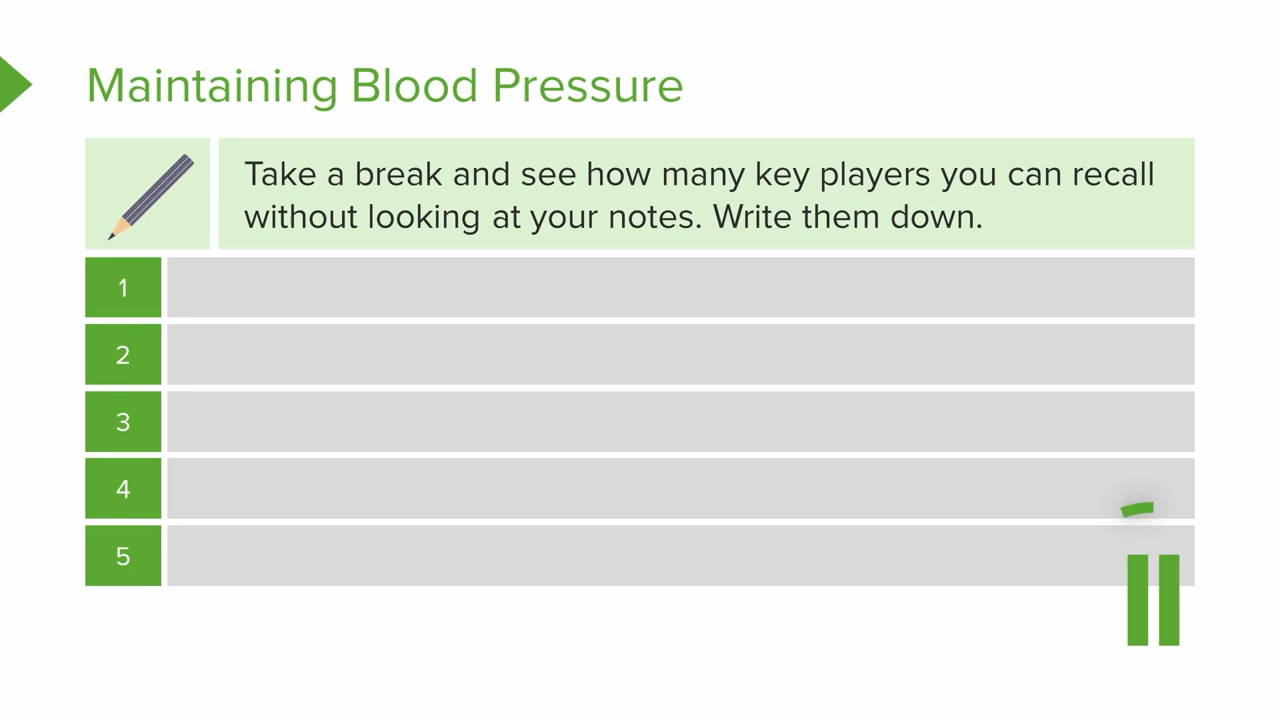 Maintaining Blood Pressure
Take a break and see how many key players you can recall
without looking at your notes. Write them down.
1
2
3
4
5